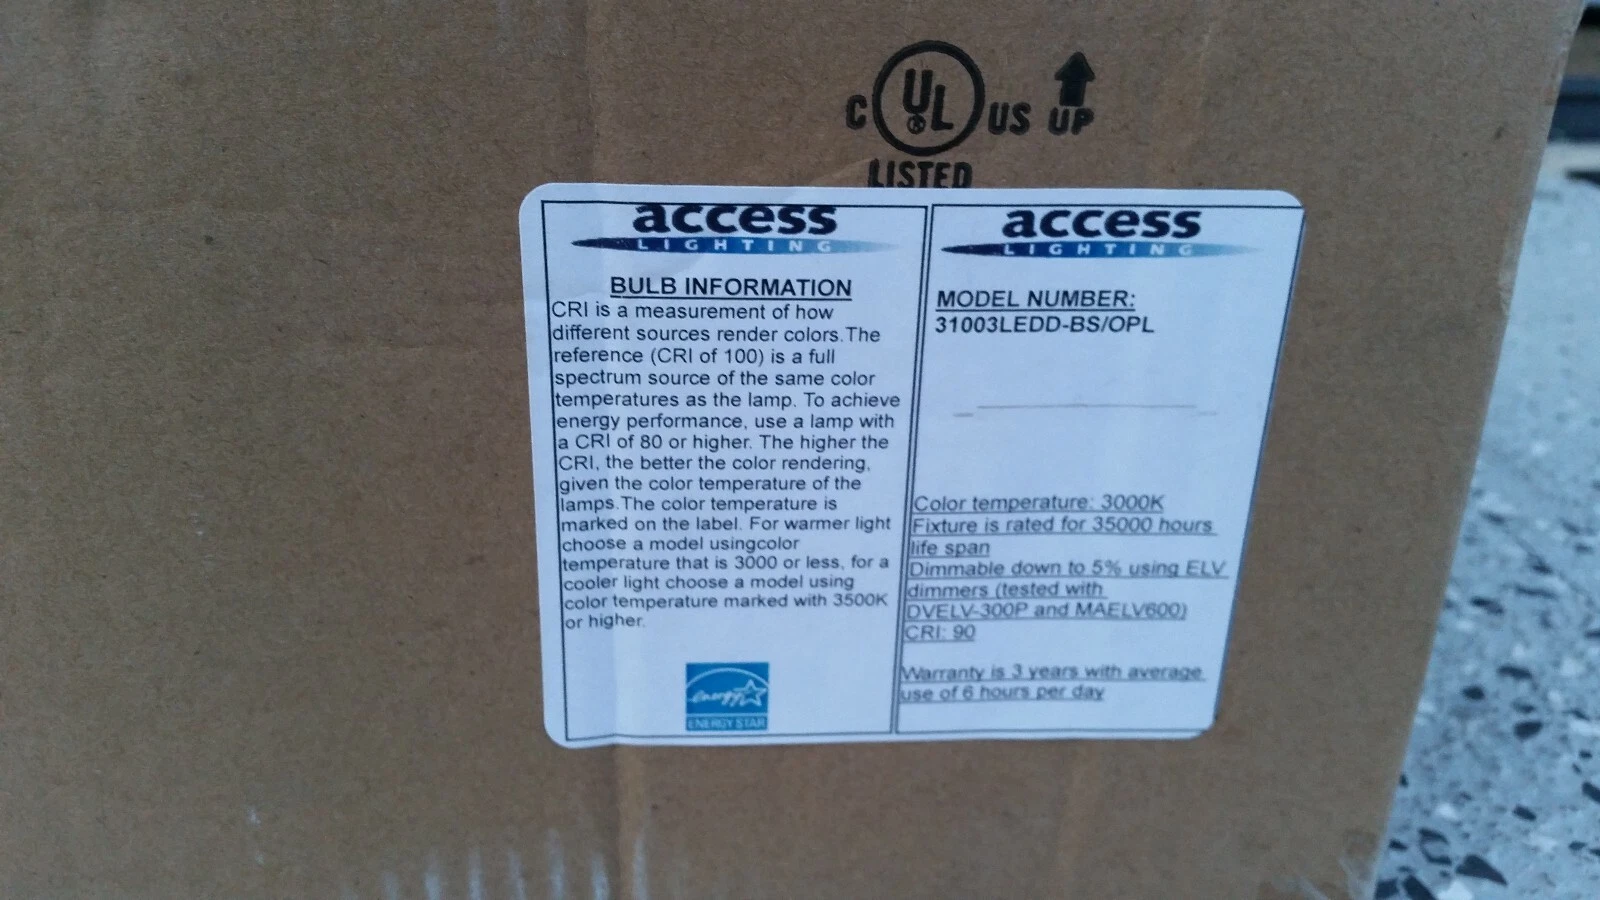 C UL US UP
LISTED
access
LIGHTING
BULB INFORMATION
CRI is a measurement of how
different sources render colors.The
reference (CRI of 100) is a full
spectrum source of the same color
temperatures as the lamp. To achieve
energy performance, use a lamp with
a CRI of 80 or higher. The higher the
CRI, the better the color rendering,
given the color temperature of the
lamps.The color temperature is
marked on the label. For warmer light
choose a model usingcolor
temperature that is 3000 or less, for a
cooler light choose a model using
color temperature marked with 3500K
or higher.
energy
ENERGY STAR
access
LIGHTING
MODEL NUMBER:
31003LEDD-BS/OPL
Color temperature: 3000K
Fixture is rated for 35000 hours
life span
Dimmable down to 5% using ELV
dimmers (tested with
DVELV-300P and MAELV600)
CRI: 90
Warranty is 3 years with average
use of 6 hours per day